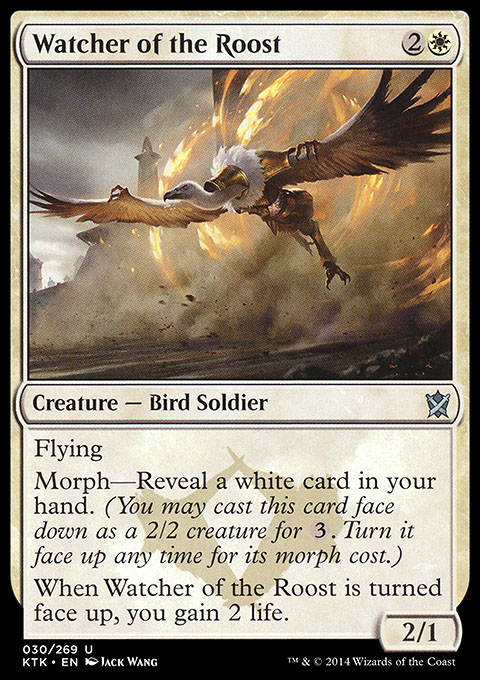 Watcher of the Roost 2
Creature — Bird Soldier
Flying
Morph—Reveal a white card in your
hand. (You may cast this card face
down as a 2/2 creature for 3. Turn it
face up any time for its morph cost.)
When Watcher of the Roost is turned
face up, you gain 2 life.
2/1
030/269 U
KTK • EN Jack Wang
™ & © 2014 Wizards of the Coast